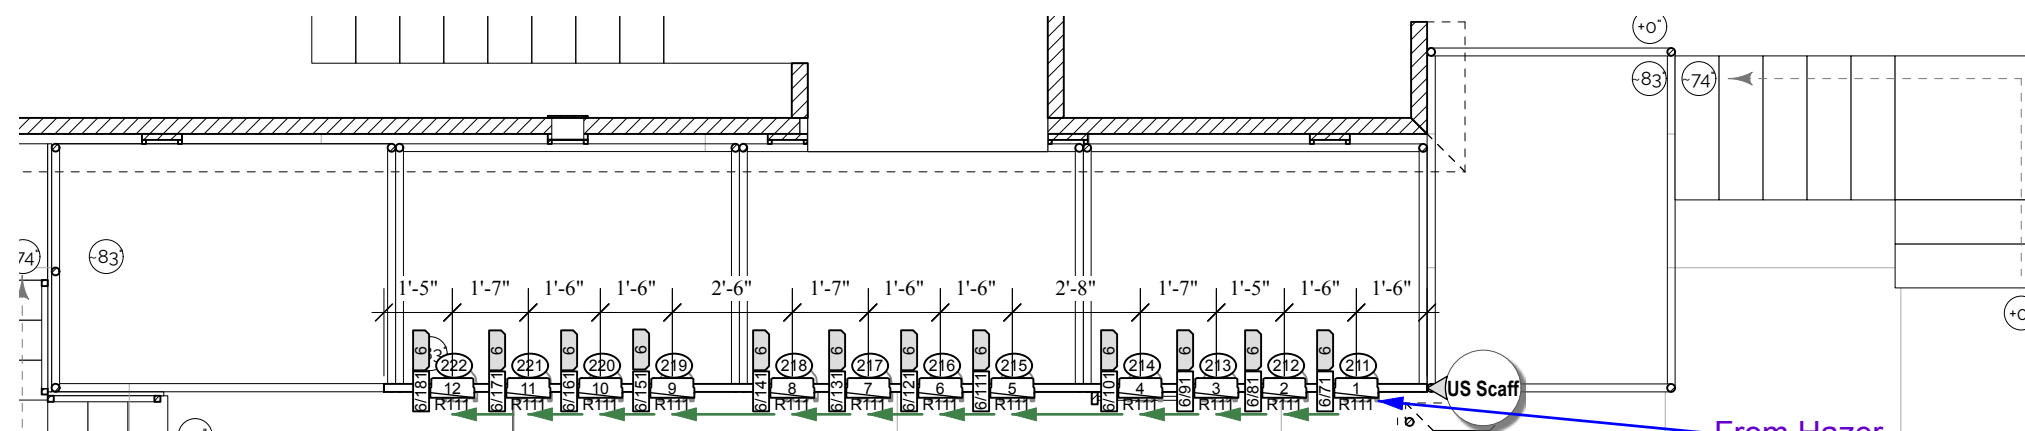 +0"
~83" ~74"
74" ~83"
1'-5" 1'-7" 1'-6" 1'-6" 2'-6" 1'-7" 1'-6" 1'-6" 2'-8" 1'-7" 1'-5" 1'-6" 1'-6"
6 6 6 6 6 6 6 6 6 6 6 6
222 221 220 219 218 217 216 215 214 213 212 211
6/181 6/171 6/161 6/151 6/141 6/131 6/121 6/111 6/101 6/91 6/81 6/71
12 11 10 9 8 7 6 5 4 3 2 1
US Scaff
R111 R111 R111 R111 R111 R111 R111 R111 R111 R111 R111 R111
From Hazer